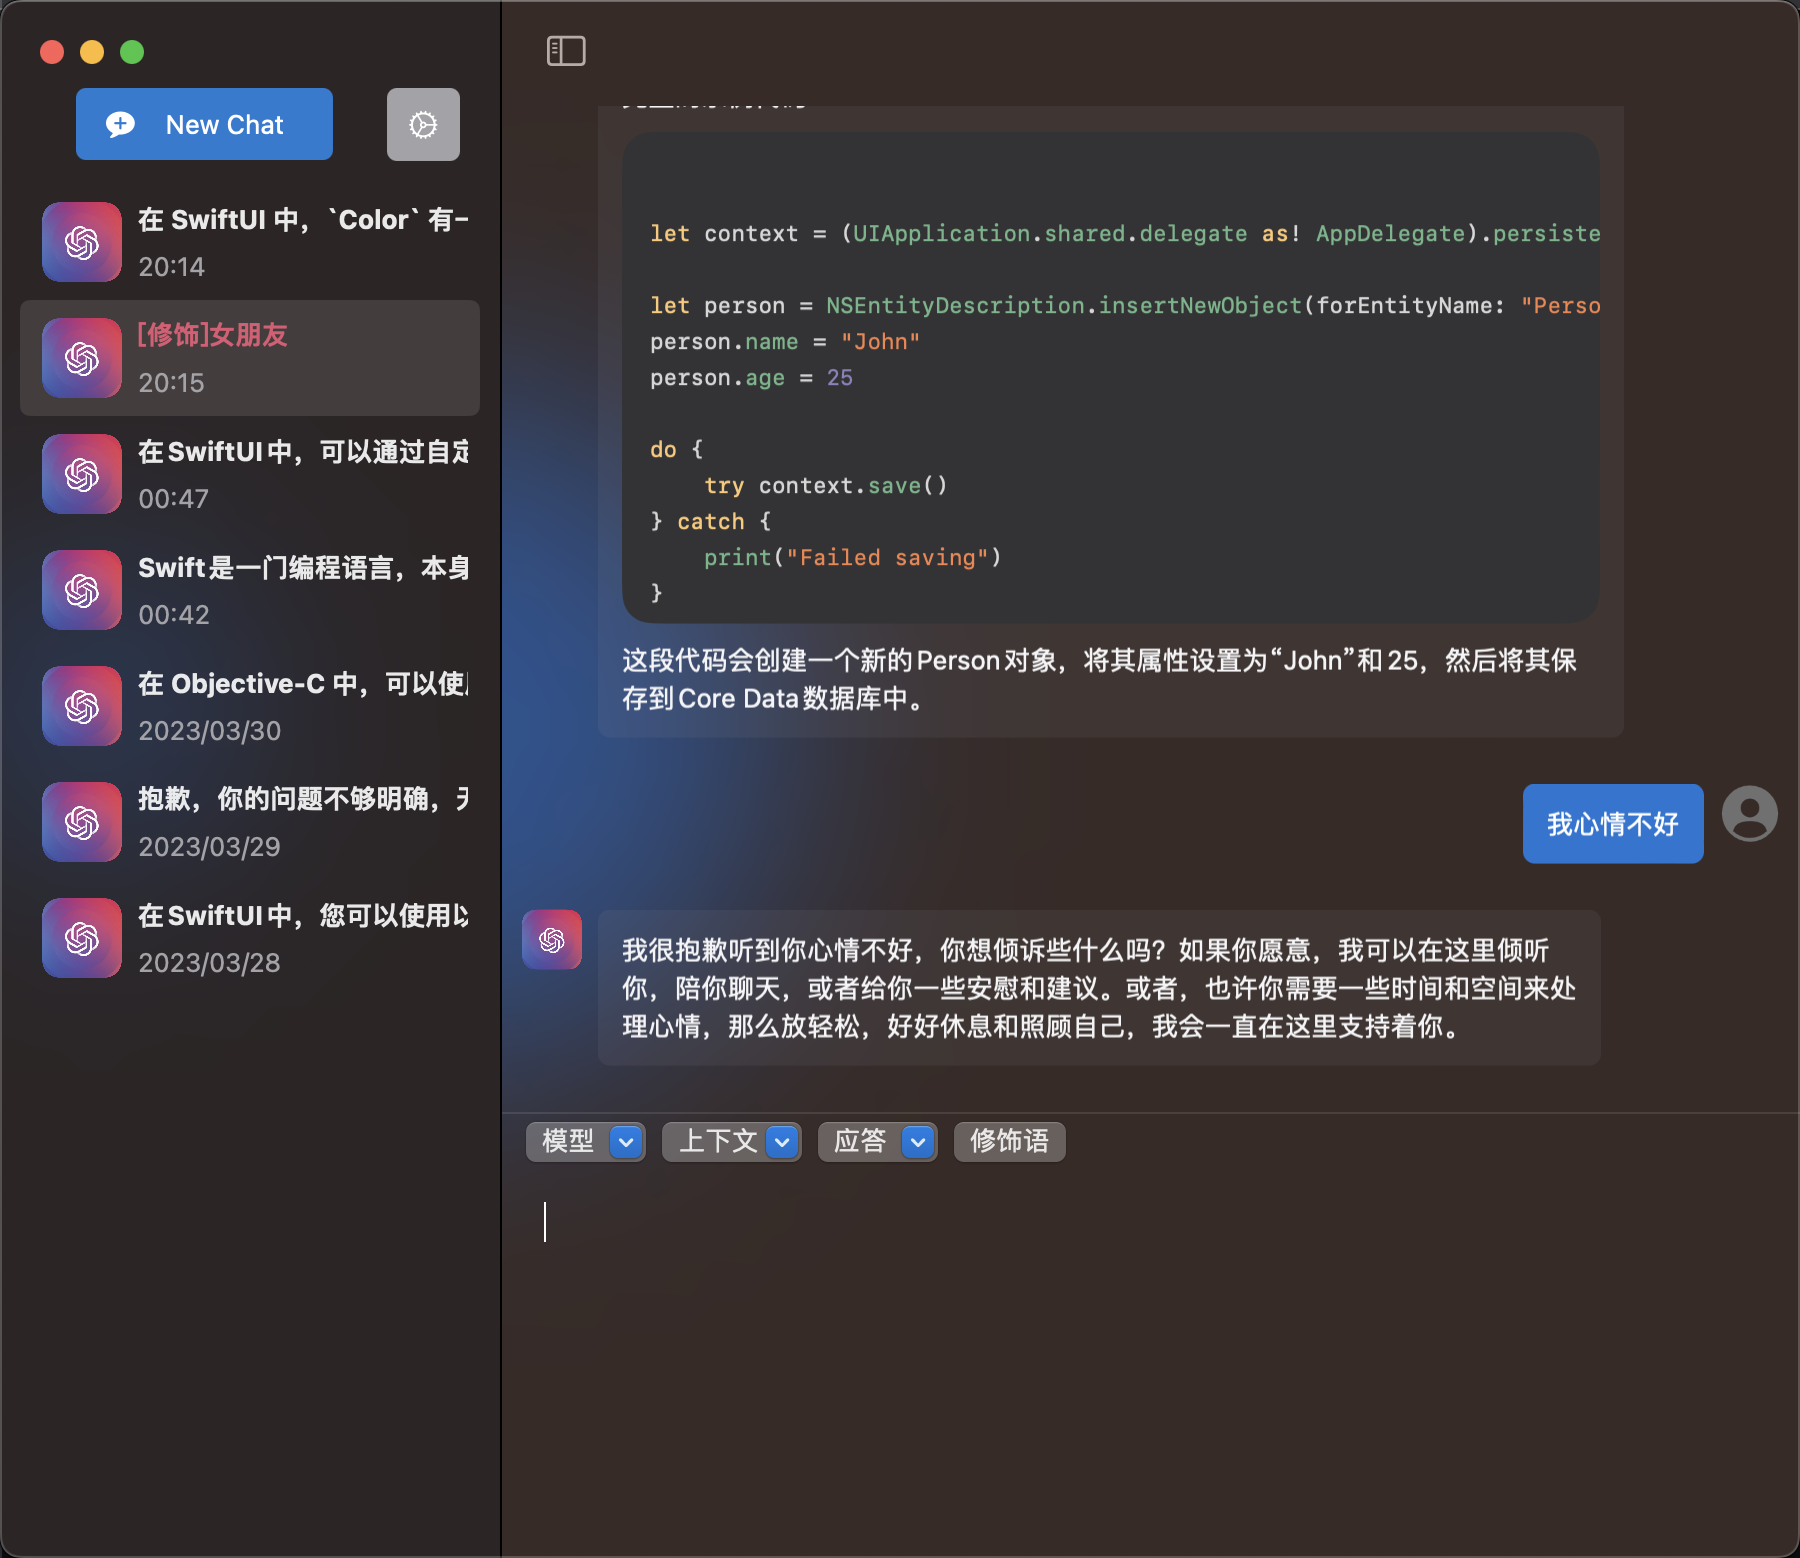 New Chat
在 SwiftUI 中，`Color` 有一
20:14
[修饰]女朋友
20:15
在SwiftUI中，可以通过自定
00:47
Swift是一门编程语言，本身
00:42
在 Objective-C 中，可以使
2023/03/30
抱歉，你的问题不够明确，
2023/03/29
在SwiftUI中，您可以使用以
2023/03/28
let context = (UIApplication.shared.delegate as! AppDelegate).persiste
let person = NSEntityDescription.insertNewObject(forEntityName: "Perso
person.name = "John"
person.age = 25
do {
    try context.save()
} catch {
    print("Failed saving")
}
这段代码会创建一个新的Person对象，将其属性设置为“John”和25，然后将其保
存到Core Data数据库中。
我心情不好
我很抱歉听到你心情不好，你想倾诉些什么吗？如果你愿意，我可以在这里倾听
你，陪你聊天，或者给你一些安慰和建议。或者，也许你需要一些时间和空间来处
理心情，那么放轻松，好好休息和照顾自己，我会一直在这里支持着你。
模型
上下文
应答
修饰语